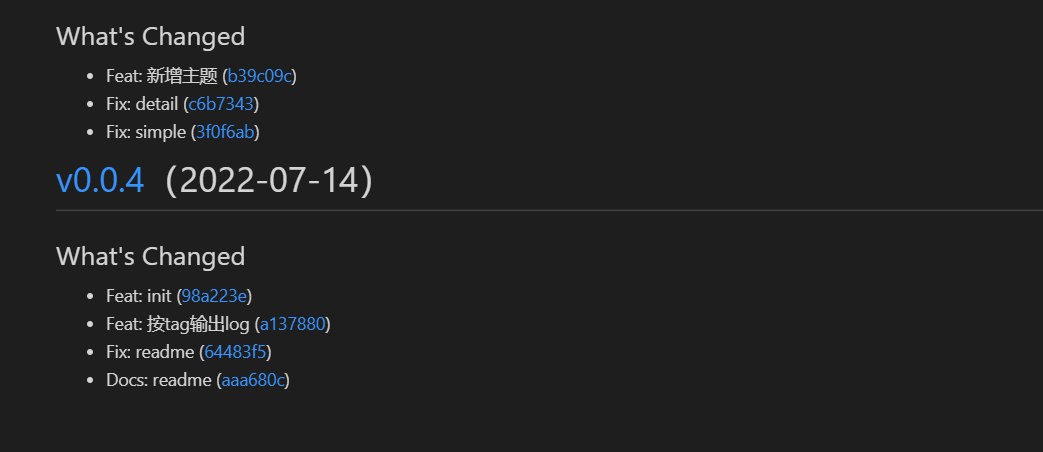 What's Changed
Feat: 新增主题 (b39c09c)
Fix: detail (c6b7343)
Fix: simple (3f0f6ab)
v0.0.4（2022-07-14）
What's Changed
Feat: init (98a223e)
Feat: 按tag输出log (a137880)
Fix: readme (64483f5)
Docs: readme (aaa680c)